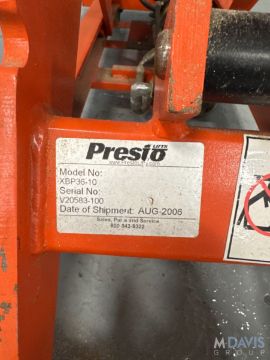 Presto LIFTS
Model No:
XBP36-10
Serial No:
V20583-100
Date of Shipment: AUG-2006
Sales, Parts and Service
800 843-9322
M DAVIS
GROUP